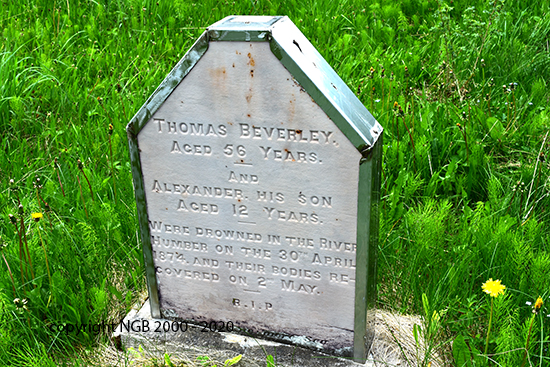 THOMAS BEVERLEY,
AGED 56 YEARS.
AND
ALEXANDER HIS SON
AGED 12 YEARS.
WERE DROWNED IN THE RIVER
HUMBER ON THE 30TH APRIL
1874, AND THEIR BODIES RE-
COVERED ON 2ND MAY.
R.I.P
copyright NGB 2000 - 2020